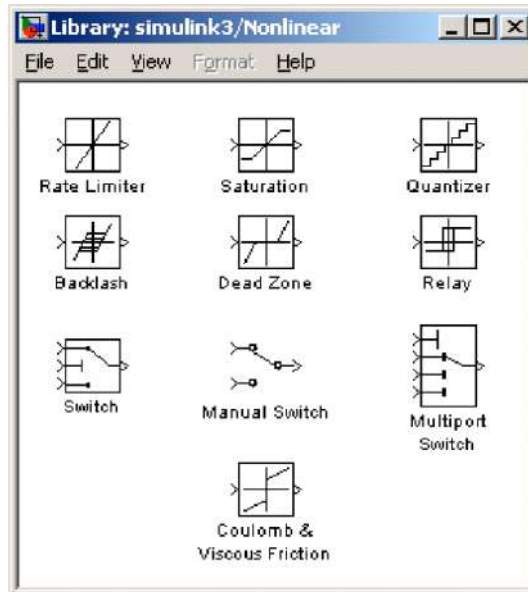 Library: simulink3/Nonlinear
File Edit View Format Help
Rate Limiter Saturation Quantizer
Backlash Dead Zone Relay
Switch Manual Switch Multiport
Switch
Coulomb &
Viscous Friction